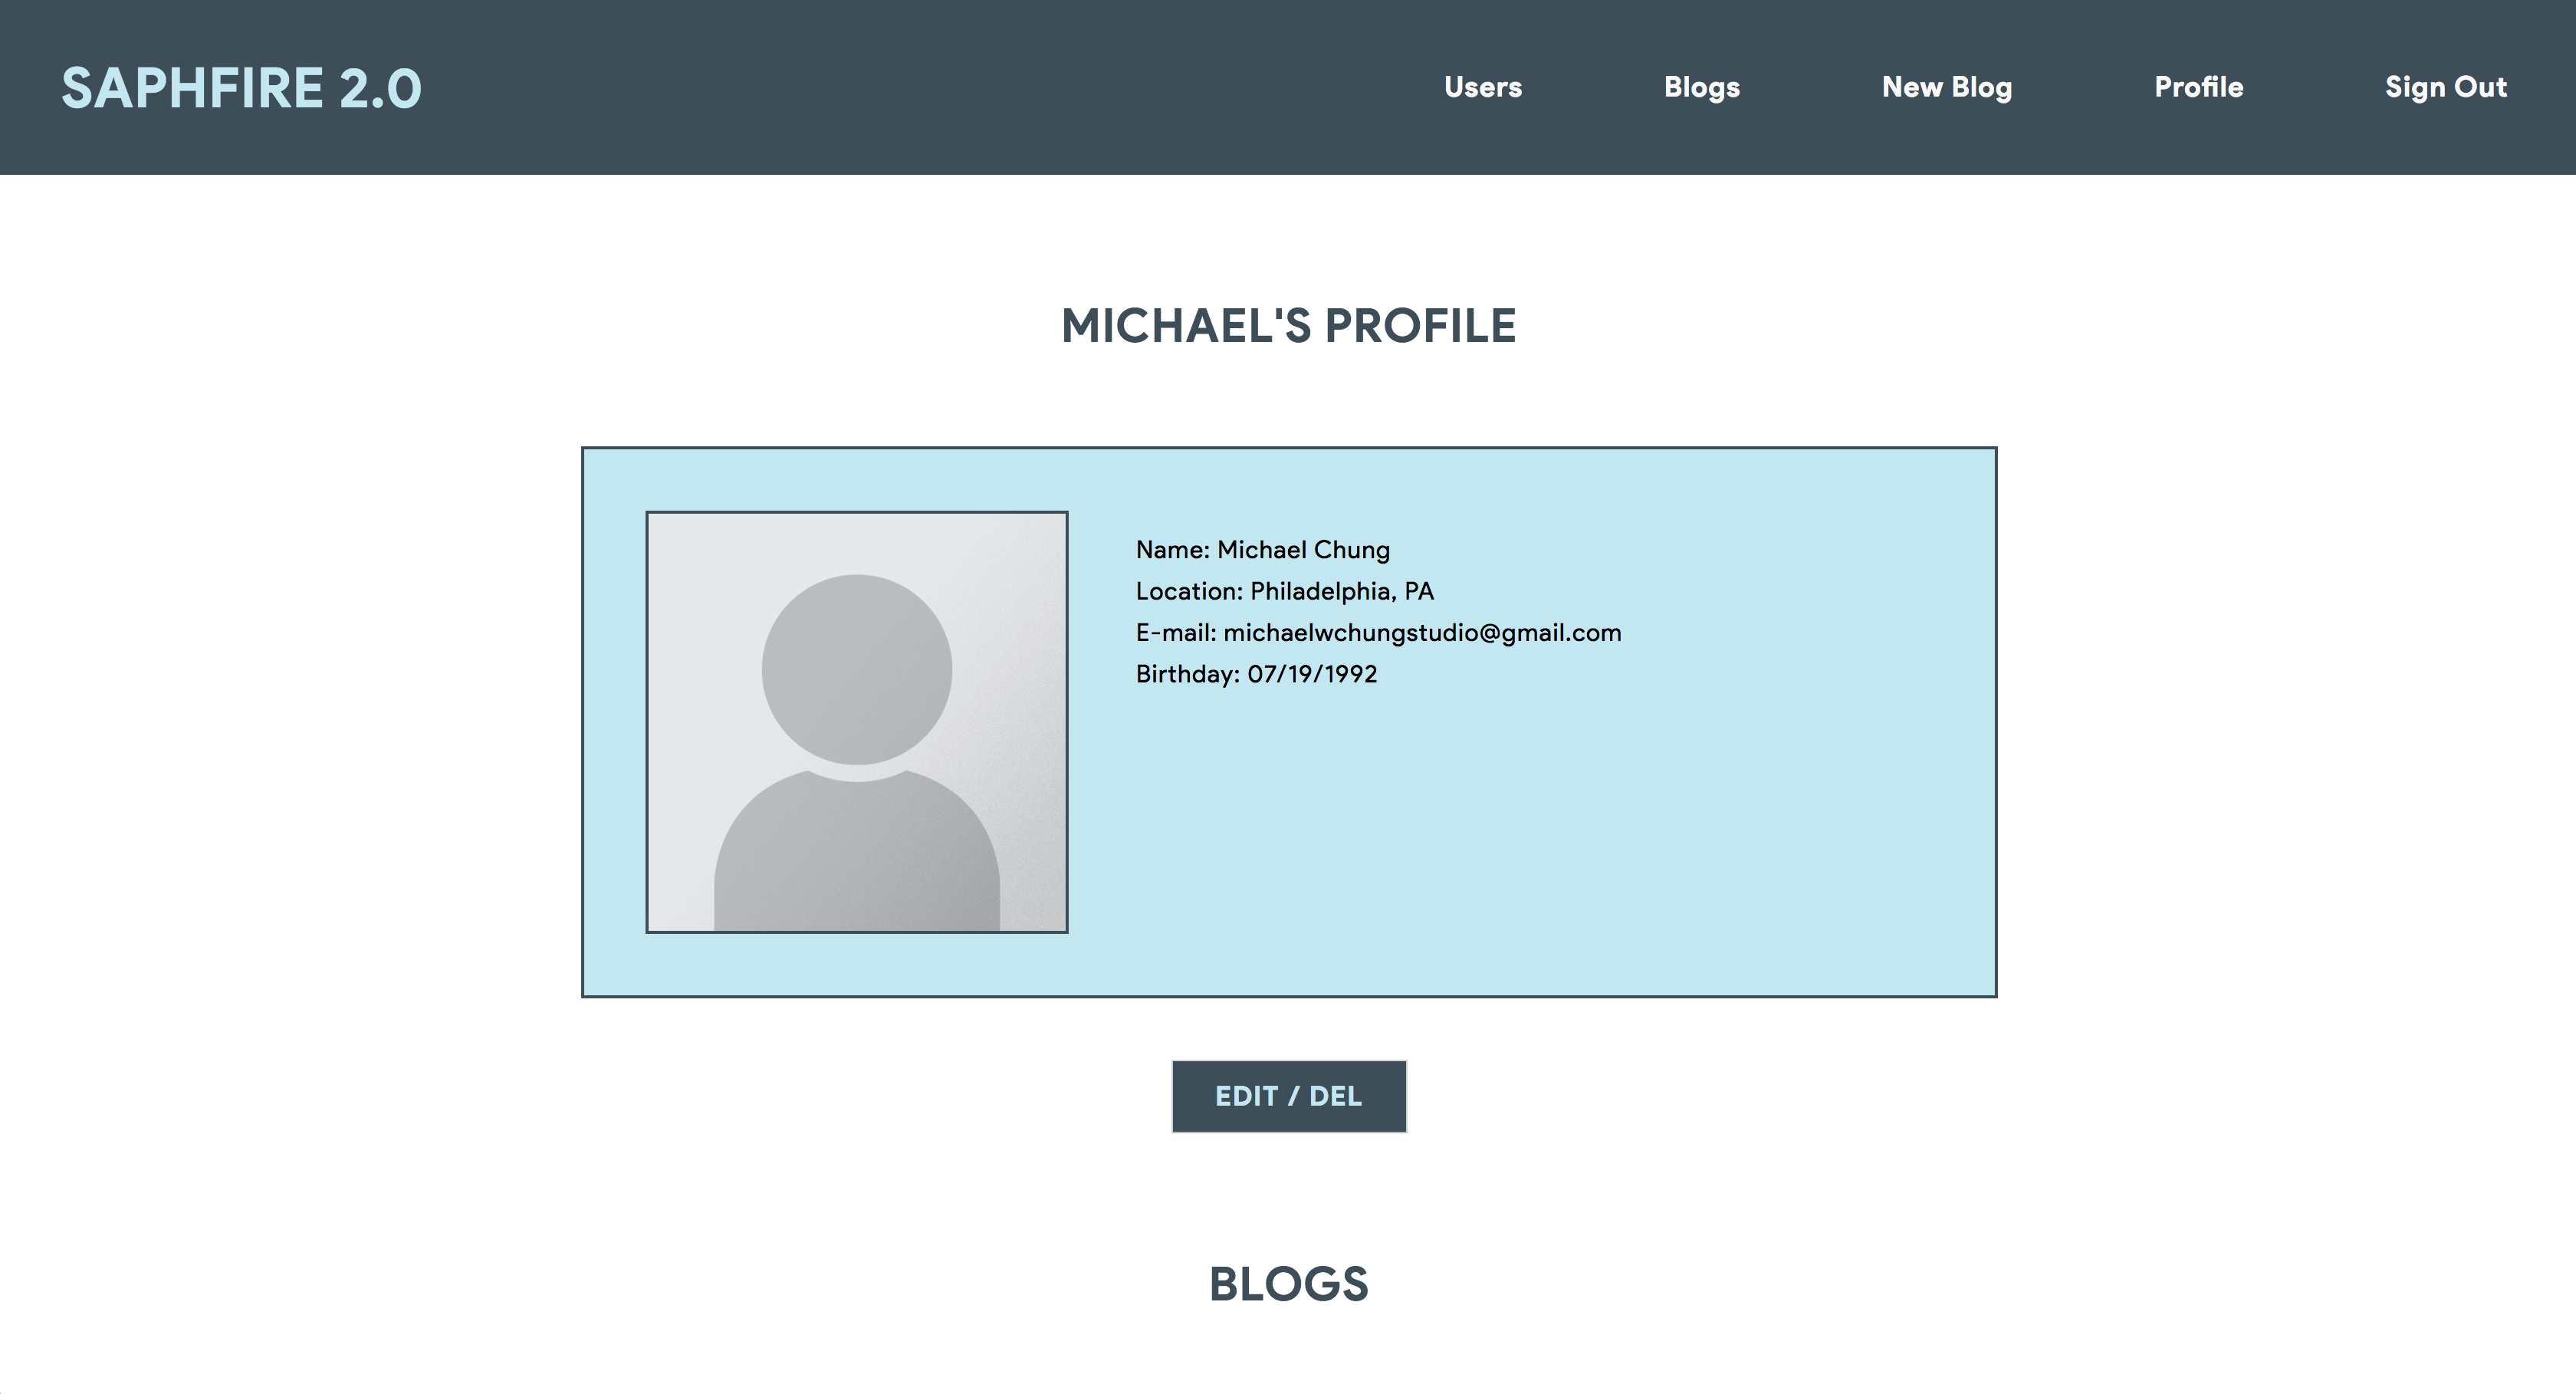 SAPHFIRE 2.0
Users
Blogs
New Blog
Profile
Sign Out
MICHAEL'S PROFILE
Name: Michael Chung
Location: Philadelphia, PA
E-mail: michaelwchungstudio@gmail.com
Birthday: 07/19/1992
EDIT / DEL
BLOGS